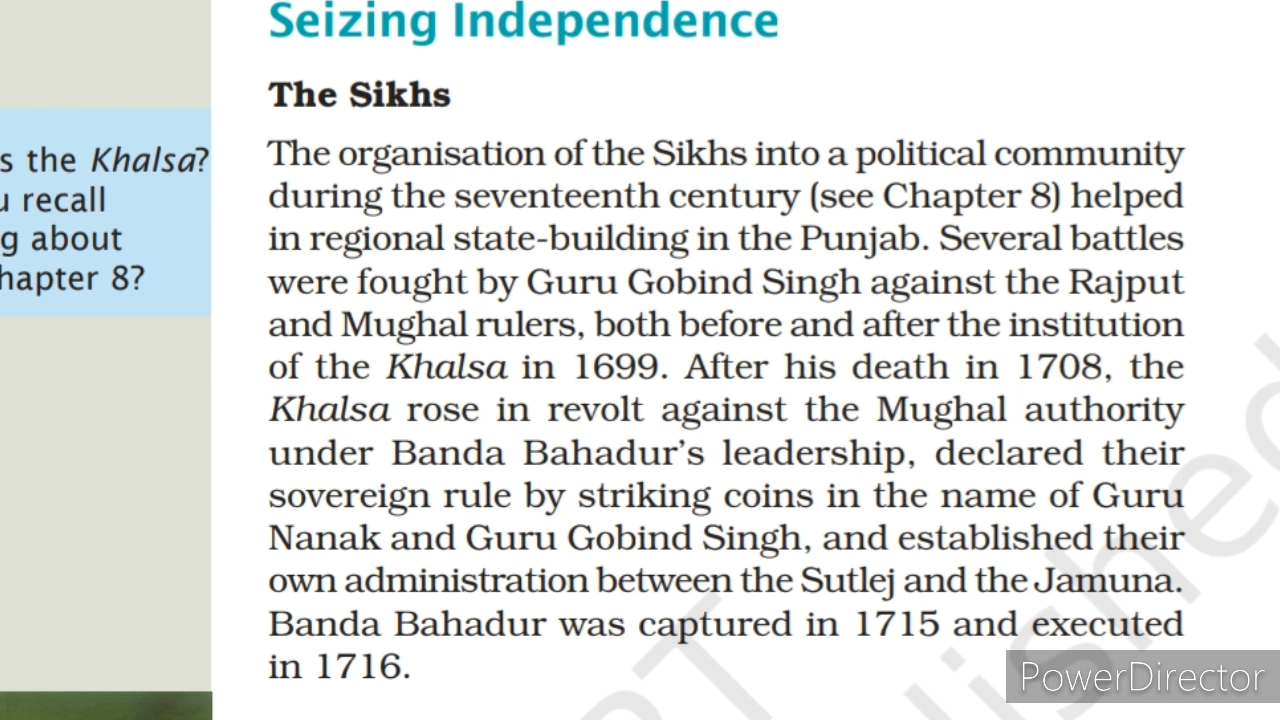 Seizing Independence
The Sikhs
The organisation of the Sikhs into a political community
during the seventeenth century (see Chapter 8) helped
in regional state-building in the Punjab. Several battles
were fought by Guru Gobind Singh against the Rajput
and Mughal rulers, both before and after the institution
of the Khalsa in 1699. After his death in 1708, the
Khalsa rose in revolt against the Mughal authority
under Banda Bahadur’s leadership, declared their
sovereign rule by striking coins in the name of Guru
Nanak and Guru Gobind Singh, and established their
own administration between the Sutlej and the Jamuna.
Banda Bahadur was captured in 1715 and executed
in 1716.
s the Khalsa?
u recall
g about
hapter 8?
PowerDirector